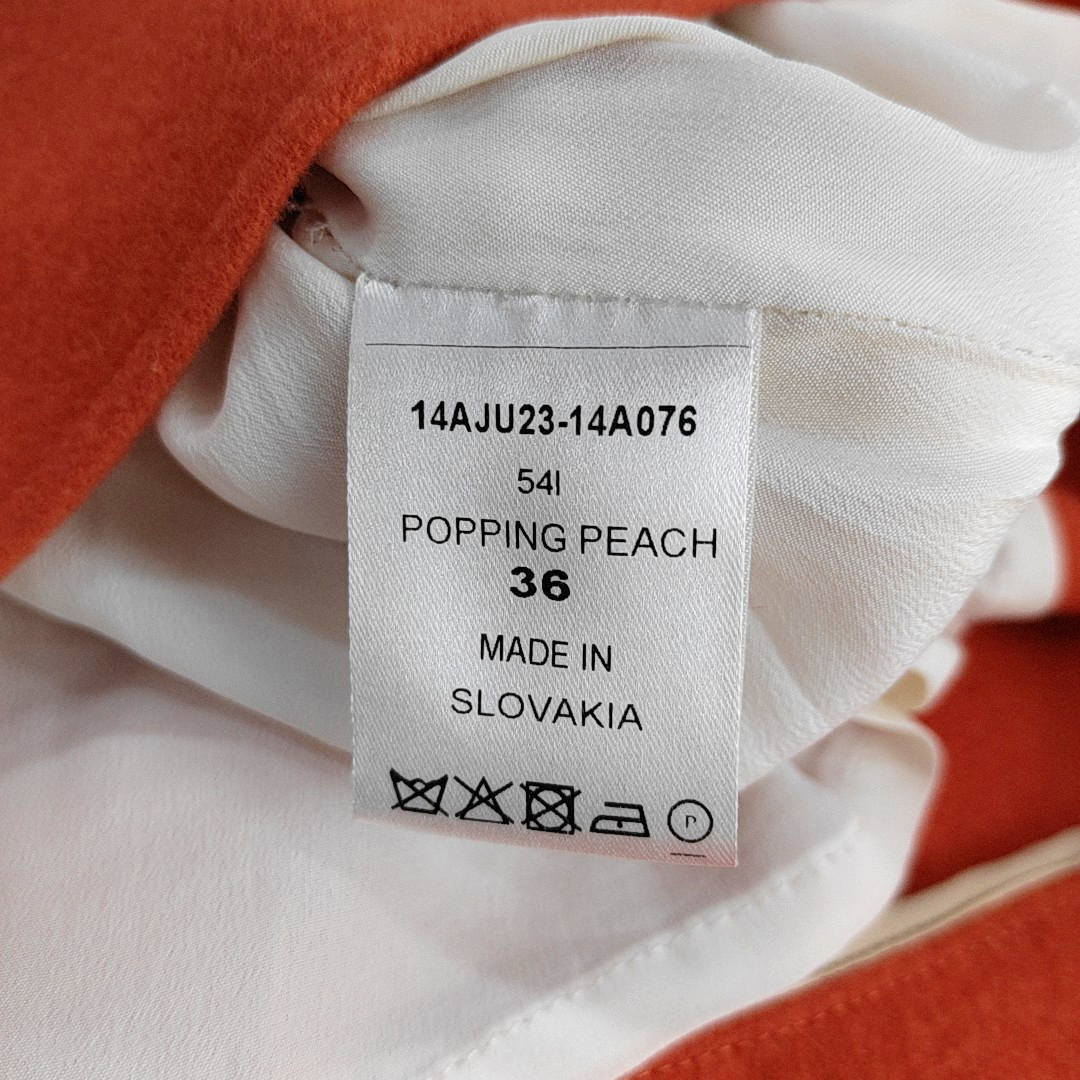 14AJU23-14A076
54I
POPPING PEACH
36
MADE IN
SLOVAKIA
P